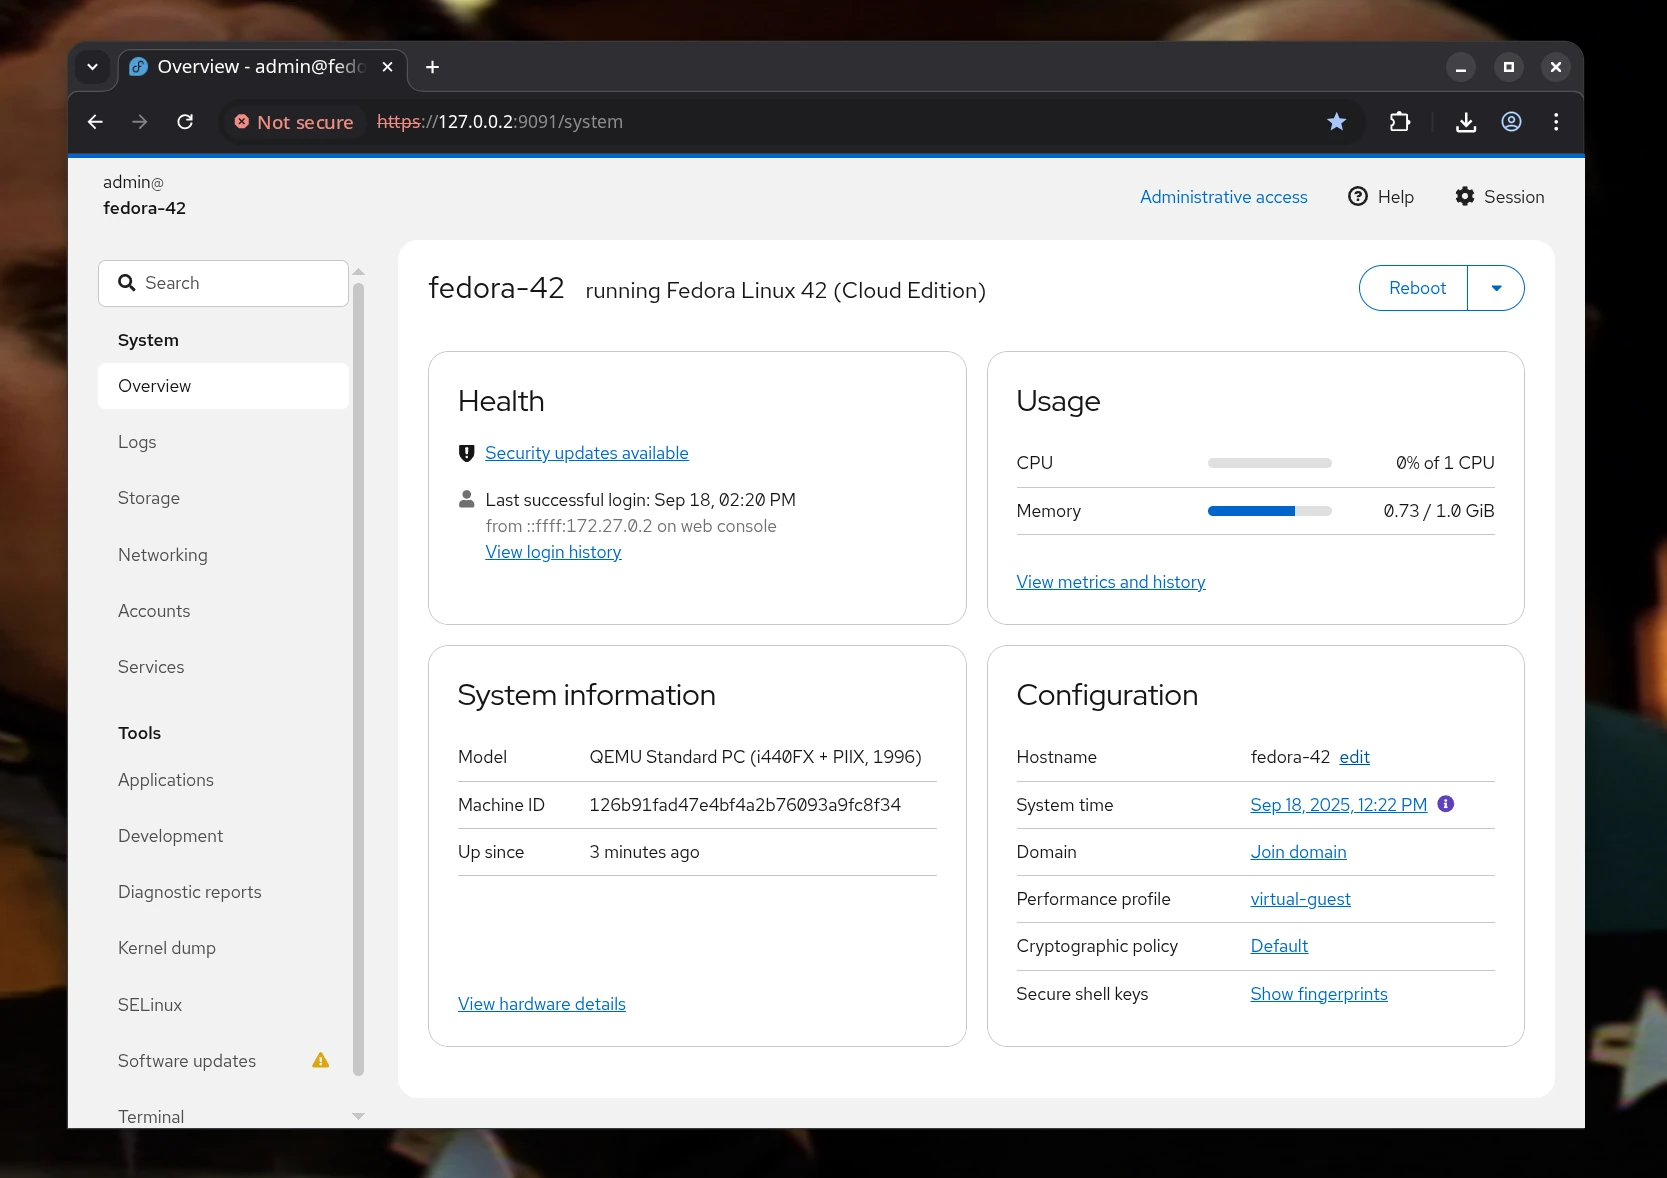 Overview - admin@fedo
Not secure https://127.0.0.2:9091/system
admin@
fedora-42
Administrative access
Help
Session
Search
System
Overview
Logs
Storage
Networking
Accounts
Services
Tools
Applications
Development
Diagnostic reports
Kernel dump
SELinux
Software updates
Terminal
fedora-42 running Fedora Linux 42 (Cloud Edition)
Reboot
Health
Security updates available
Last successful login: Sep 18, 02:20 PM
from ::ffff:172.27.0.2 on web console
View login history
Usage
CPU 0% of 1 CPU
Memory 0.73 / 1.0 GiB
View metrics and history
System information
Model QEMU Standard PC (i440FX + PIIX, 1996)
Machine ID 126b91fad47e4bf4a2b76093a9fc8f34
Up since 3 minutes ago
View hardware details
Configuration
Hostname fedora-42 edit
System time Sep 18, 2025, 12:22 PM
Domain Join domain
Performance profile virtual-guest
Cryptographic policy Default
Secure shell keys Show fingerprints